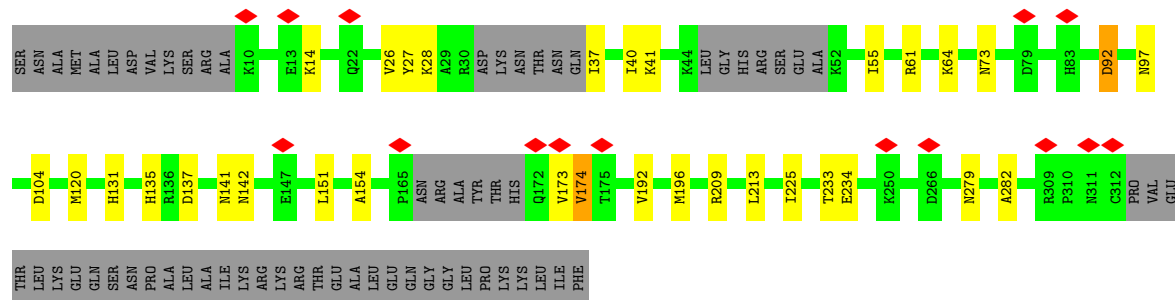 SER ASN ALA MET ALA ALA LEU ASP VAL LYS SER ARG ALA K10 E13 K14 Q22 V26 Y27 K28 A29 R30 ASP LYS ASN THR ASN GLN I37 I40 K41 K44 LEU GLY HIS ARG SER GLU ALA K52 I55 R61 K64 N73 D79 H83 D92 N97
D104 M120 H131 H135 R136 D137 N141 N142 E147 L151 A154 P165 ASN ARG ALA TYR THR HIS Q172 V173 V174 T175 V192 M196 R209 L213 I225 T233 E234 K250 D266 N279 A282 R309 P310 N311 C312 PRO VAL GLU
THR LEU LYS GLU GLN SER ASN PRO ALA LEU ALA ILE LYS ARG LYS ARG THR GLU ALA LEU GLU GLN GLY GLY LEU PRO LYS LYS LEU ILE PHE